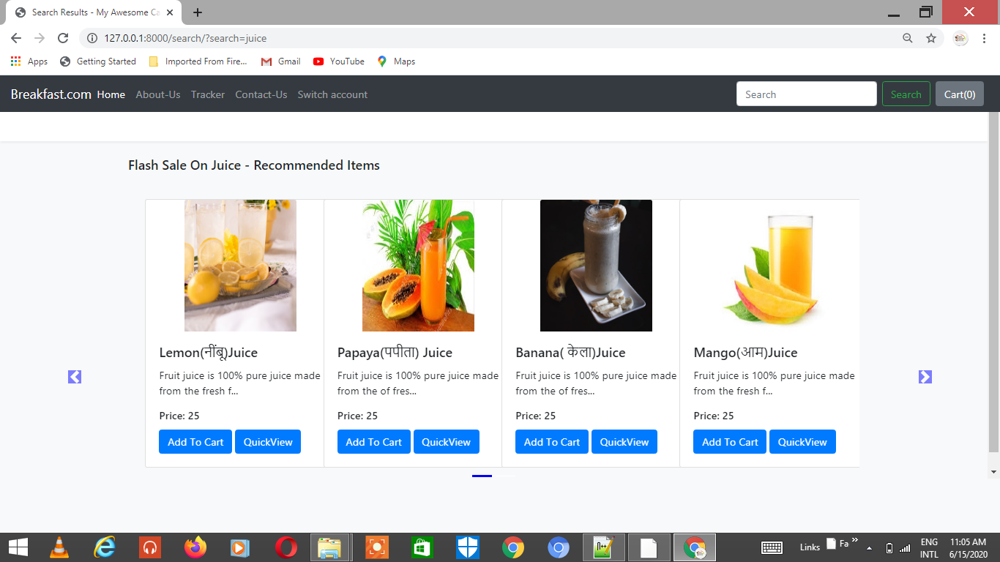 Search Results - My Awesome Ca
127.0.0.1:8000/search/?search=juice
Apps Getting Started Imported From Fire... Gmail YouTube Maps
Breakfast.com Home About-Us Tracker Contact-Us Switch account Search Search Cart(0)
Flash Sale On Juice - Recommended Items
Lemon(नींबू)Juice
Fruit juice is 100% pure juice made
from the fresh f...
Price: 25
Add To Cart QuickView
Papaya(पपीता) Juice
Fruit juice is 100% pure juice made
from the of fres...
Price: 25
Add To Cart QuickView
Banana( केला)Juice
Fruit juice is 100% pure juice made
from the of fres...
Price: 25
Add To Cart QuickView
Mango(आम)Juice
Fruit juice is 100% pure juice made
from the fresh f...
Price: 25
Add To Cart QuickView
Links Fa
ENG 11:05 AM
INTL 6/15/2020